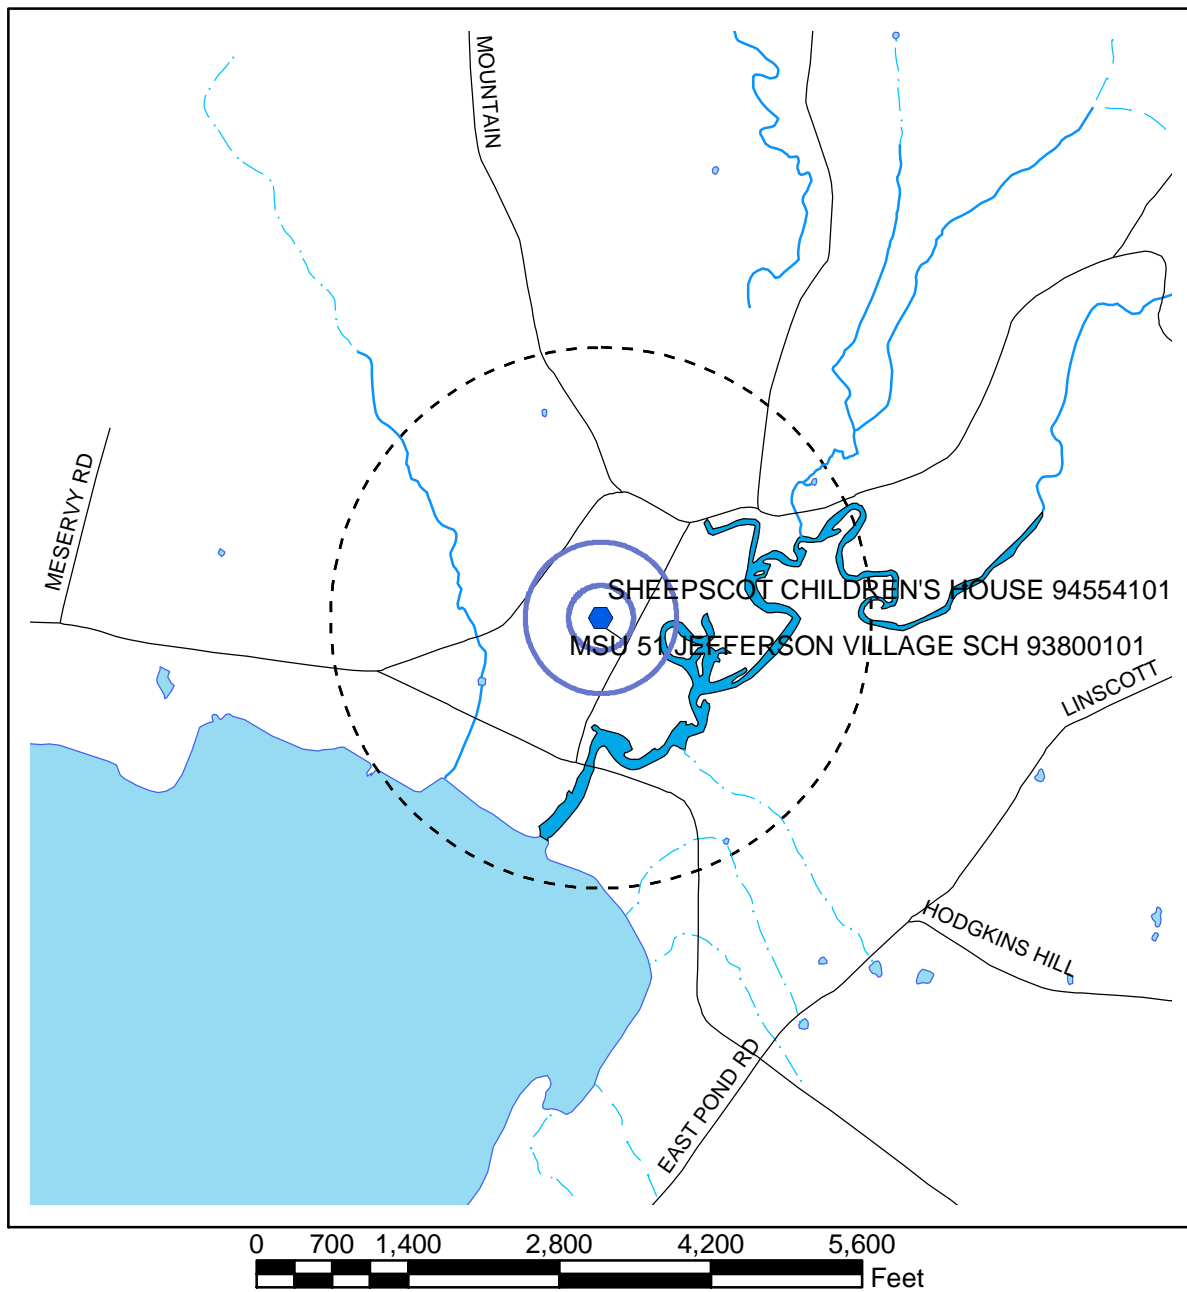 MOUNTAIN
MESERVY RD
SHEEPSCOT CHILDREN'S HOUSE 94554101
MSU 51 JEFFERSON VILLAGE SCH 93800101
LINSCOTT
HODGKINS HILL
EAST POND RD
0 700 1,400 2,800 4,200 5,600
Feet